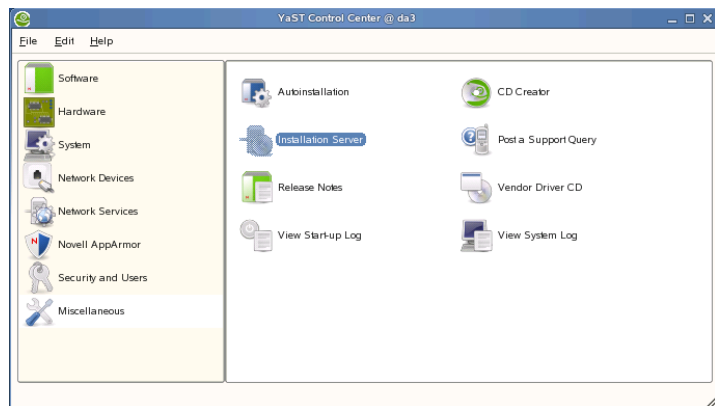 YaST Control Center @ da3
File Edit Help
Software
Hardware
System
Network Devices
Network Services
Novell AppArmor
Security and Users
Miscellaneous
Autoinstallation
CD Creator
Installation Server
Post a Support Query
Release Notes
Vendor Driver CD
View Start-up Log
View System Log